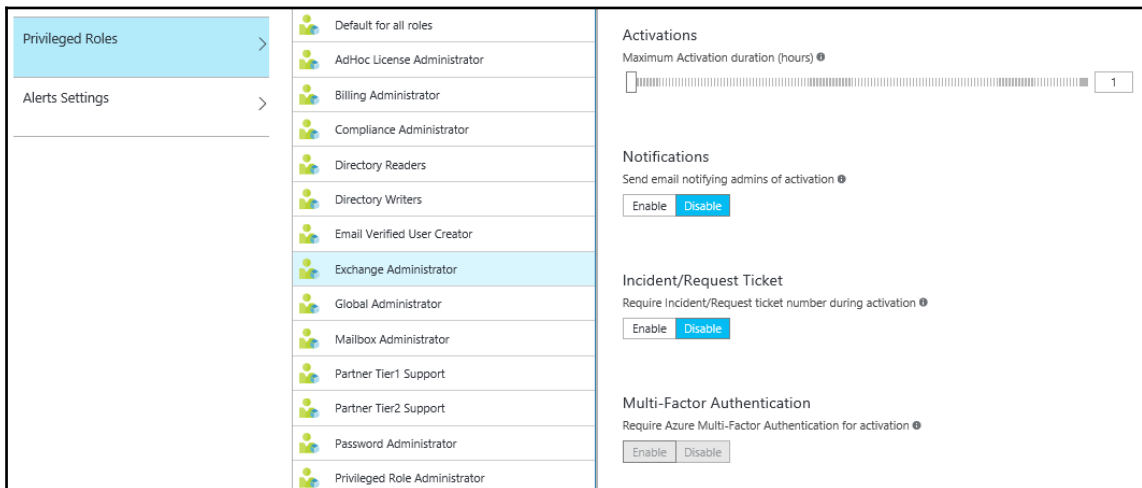 Privileged Roles
Alerts Settings
Default for all roles
AdHoc License Administrator
Billing Administrator
Compliance Administrator
Directory Readers
Directory Writers
Email Verified User Creator
Exchange Administrator
Global Administrator
Mailbox Administrator
Partner Tier1 Support
Partner Tier2 Support
Password Administrator
Privileged Role Administrator
Activations
Maximum Activation duration (hours)
1
Notifications
Send email notifying admins of activation
Enable Disable
Incident/Request Ticket
Require Incident/Request ticket number during activation
Enable Disable
Multi-Factor Authentication
Require Azure Multi-Factor Authentication for activation
Enable Disable